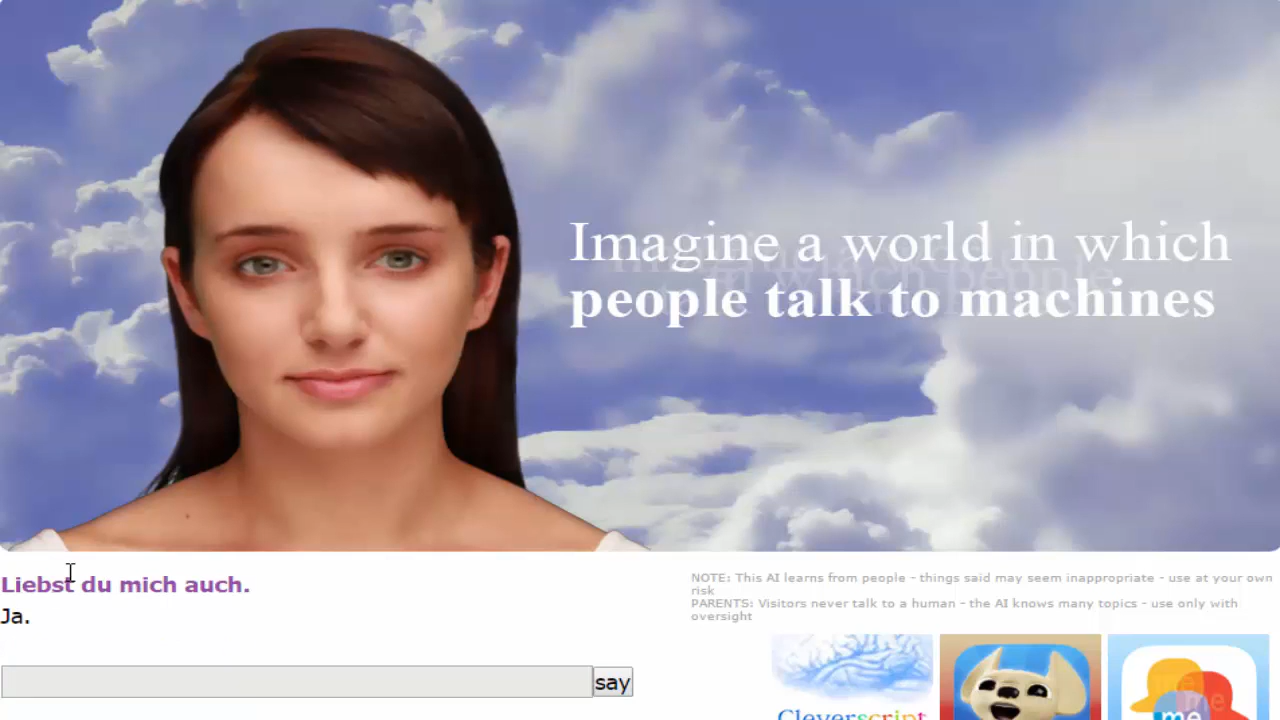 Imagine a world in which
people talk to machines
Liebst du mich auch.
Ja.
say
NOTE: This AI learns from people - things said may seem inappropriate - use at your own
risk
PARENTS: Visitors never talk to a human - the AI knows many topics - use only with
oversight
Cleverscript
me
me